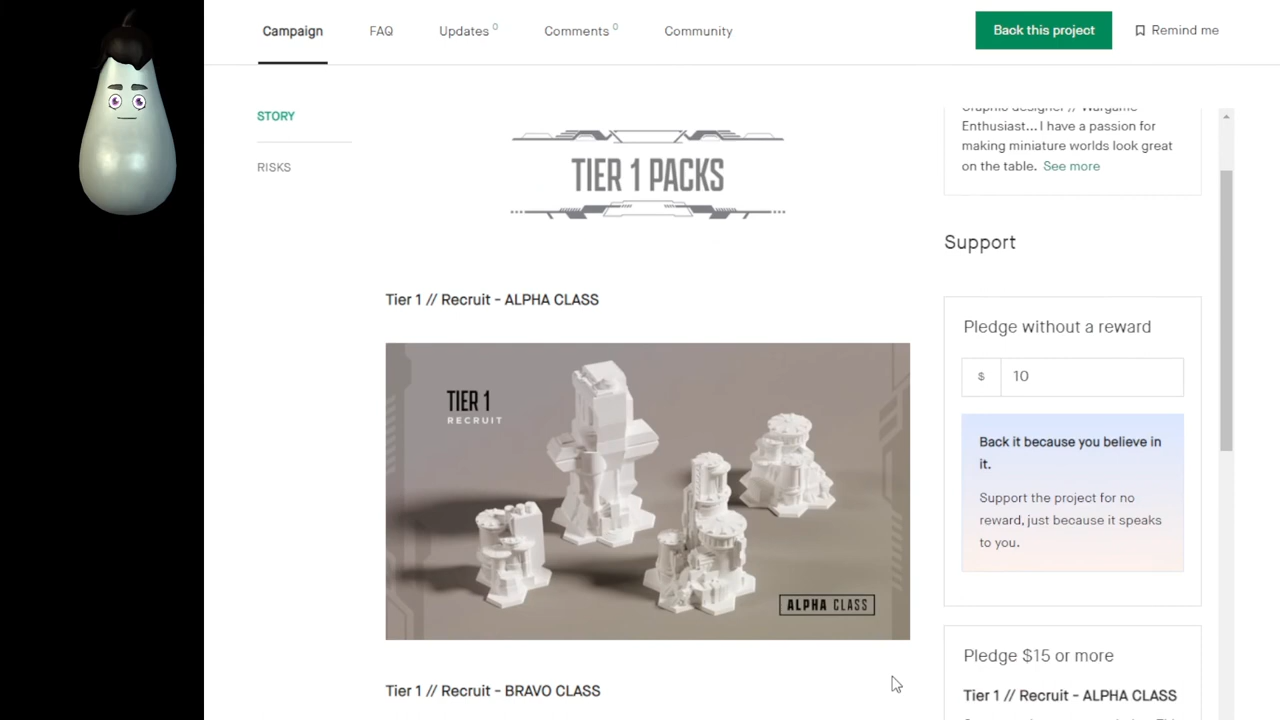 Campaign
FAQ
Updates 0
Comments 0
Community
Back this project
Remind me
STORY
RISKS
TIER 1 PACKS
Tier 1 // Recruit - ALPHA CLASS
TIER 1
RECRUIT
ALPHA CLASS
Tier 1 // Recruit - BRAVO CLASS
Graphic designer // Wargame
Enthusiast... I have a passion for
making miniature worlds look great
on the table. See more
Support
Pledge without a reward
$ 10
Back it because you believe in
it.
Support the project for no
reward, just because it speaks
to you.
Pledge $15 or more
Tier 1 // Recruit - ALPHA CLASS